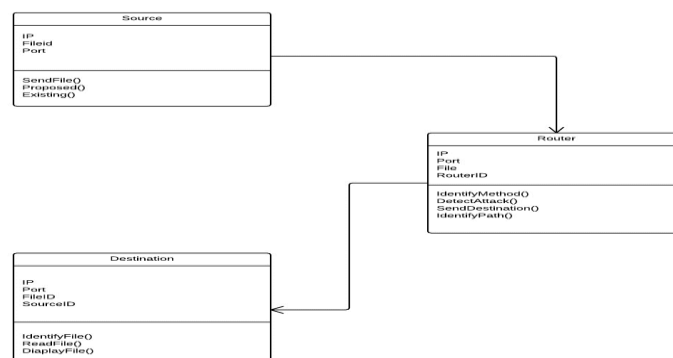 Source
IP
Fileid
Port
SendFile()
Proposed()
Existing()
Router
IP
Port
File
RouterID
IdentifyMethod()
DetectAttack()
SendDestination()
IdentifyPath()
Destination
IP
Port
FileID
SourceID
IdentifyFile()
ReadFile()
DiaplayFile()